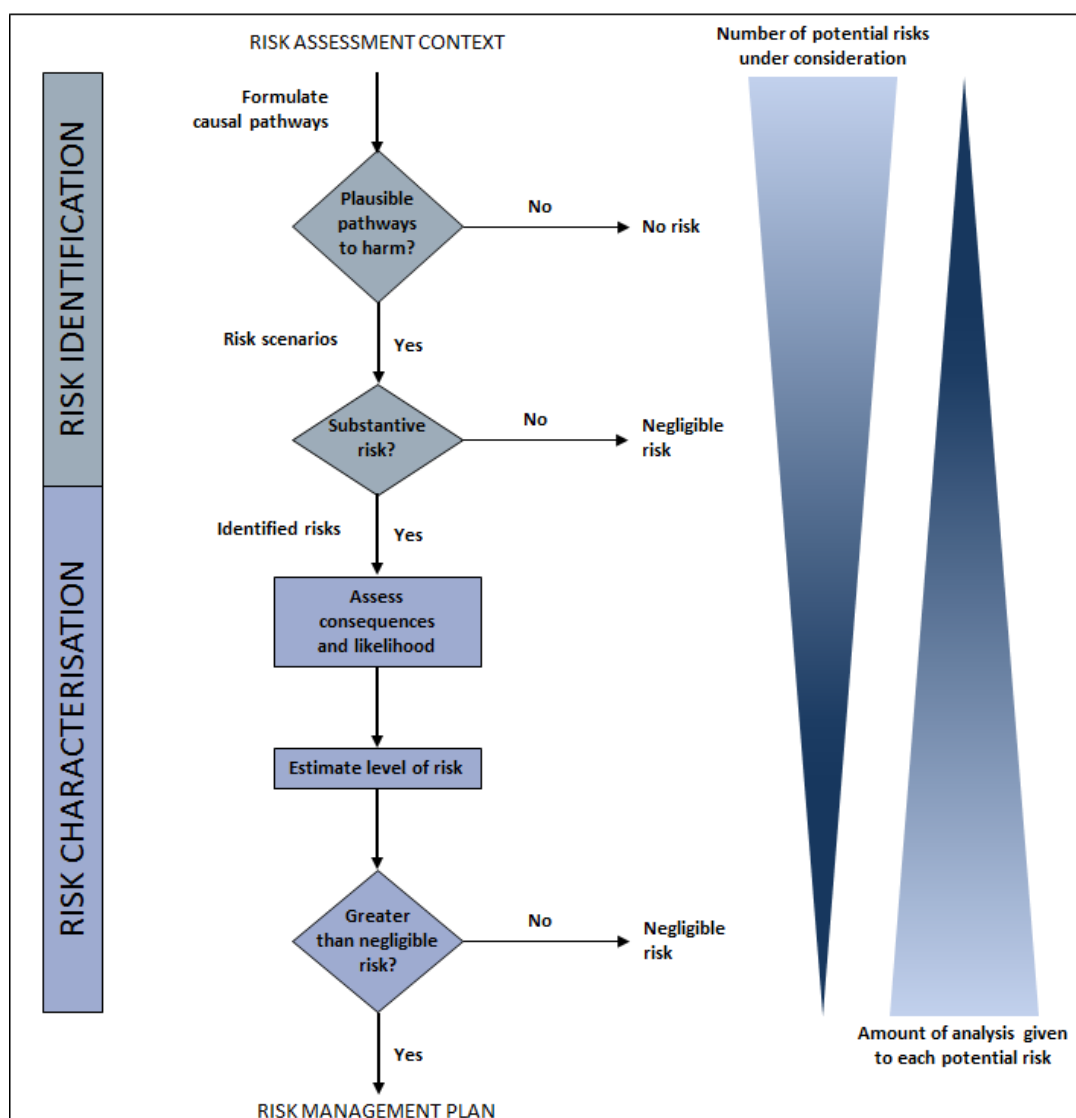 RISK ASSESSMENT CONTEXT
Number of potential risks
under consideration
RISK IDENTIFICATION
Formulate
causal pathways
Plausible
pathways
to harm?
No
No risk
Risk scenarios
Yes
Substantive
risk?
No
Negligible
risk
RISK CHARACTERISATION
Identified risks
Yes
Assess
consequences
and likelihood
Estimate level of risk
Greater
than negligible
risk?
No
Negligible
risk
Yes
RISK MANAGEMENT PLAN
Amount of analysis given
to each potential risk